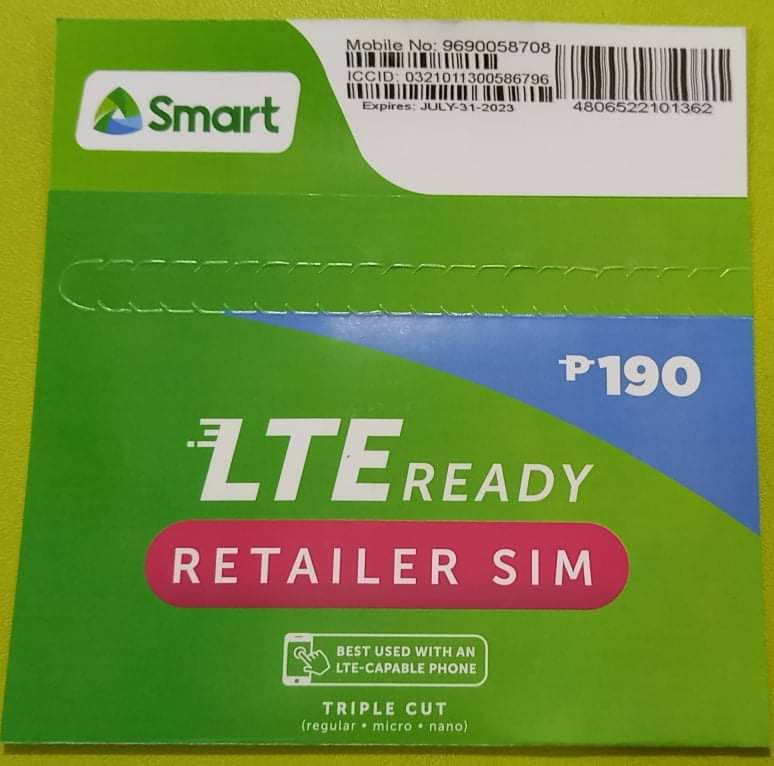 Smart
Mobile No: 9690058708
ICCID: 0321011300586796
Expires: JULY-31-2023
4806522101362
₱190
LTE READY
RETAILER SIM
BEST USED WITH AN
LTE-CAPABLE PHONE
TRIPLE CUT
(regular • micro • nano)